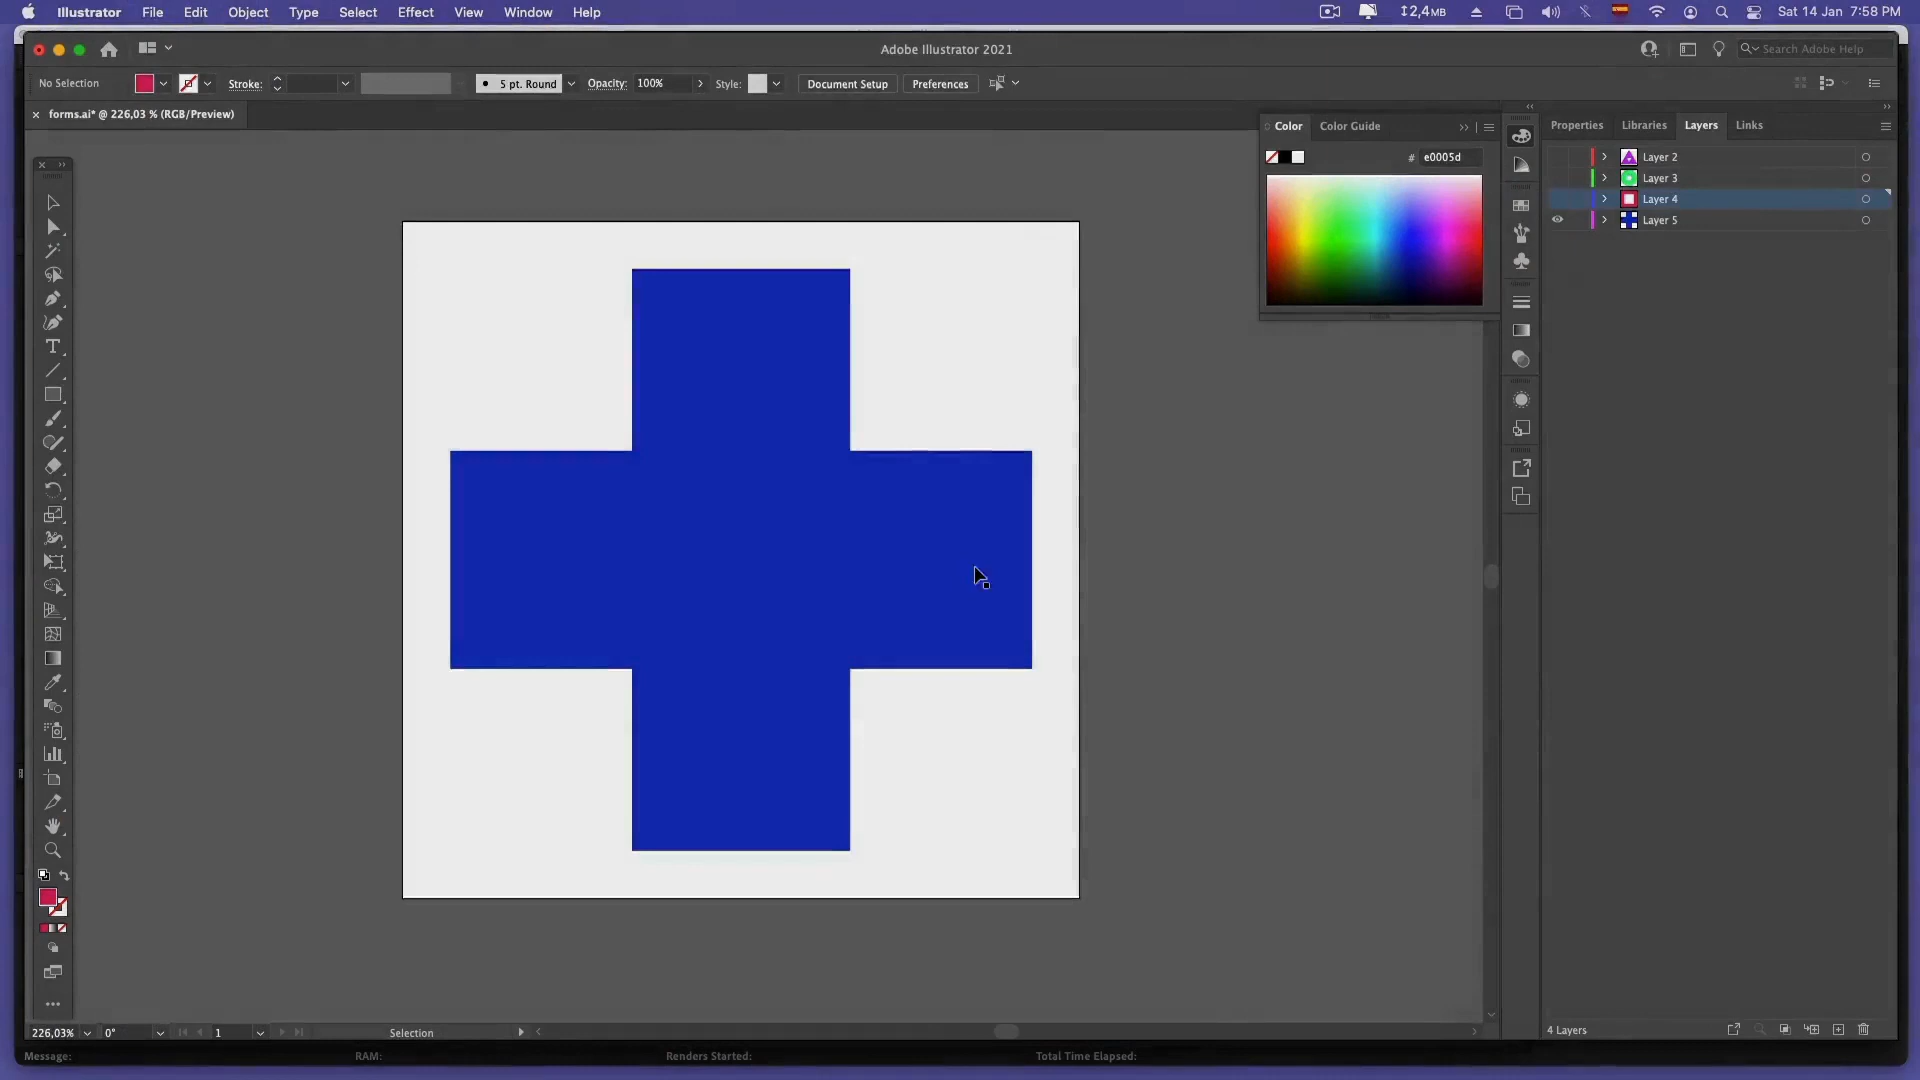 Illustrator File Edit Object Type Select Effect View Window Help
2,4MB
Sat 14 Jan 7:58 PM
Adobe Illustrator 2021
Search Adobe Help
No Selection
Stroke:
5 pt. Round
Opacity: 100%
Style:
Document Setup
Preferences
forms.ai* @ 226,03 % (RGB/Preview)
Color
Color Guide
# e0005d
Properties
Libraries
Layers
Links
Layer 2
Layer 3
Layer 4
Layer 5
226,03%
0°
1
Selection
4 Layers
Message:
RAM:
Renders Started:
Total Time Elapsed: